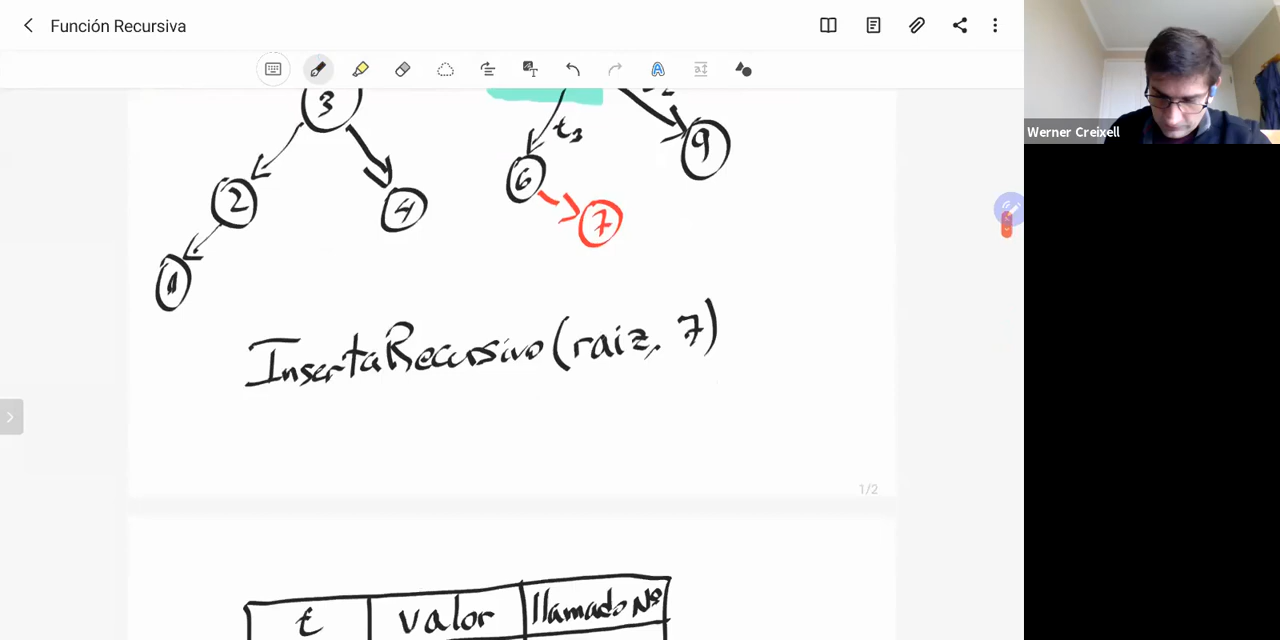 Función Recursiva
Werner Creixell
3
t3
9
6
2
7
4
1
InsertaRecursivo(raiz, 7)
1/2
t valor llamado Nº